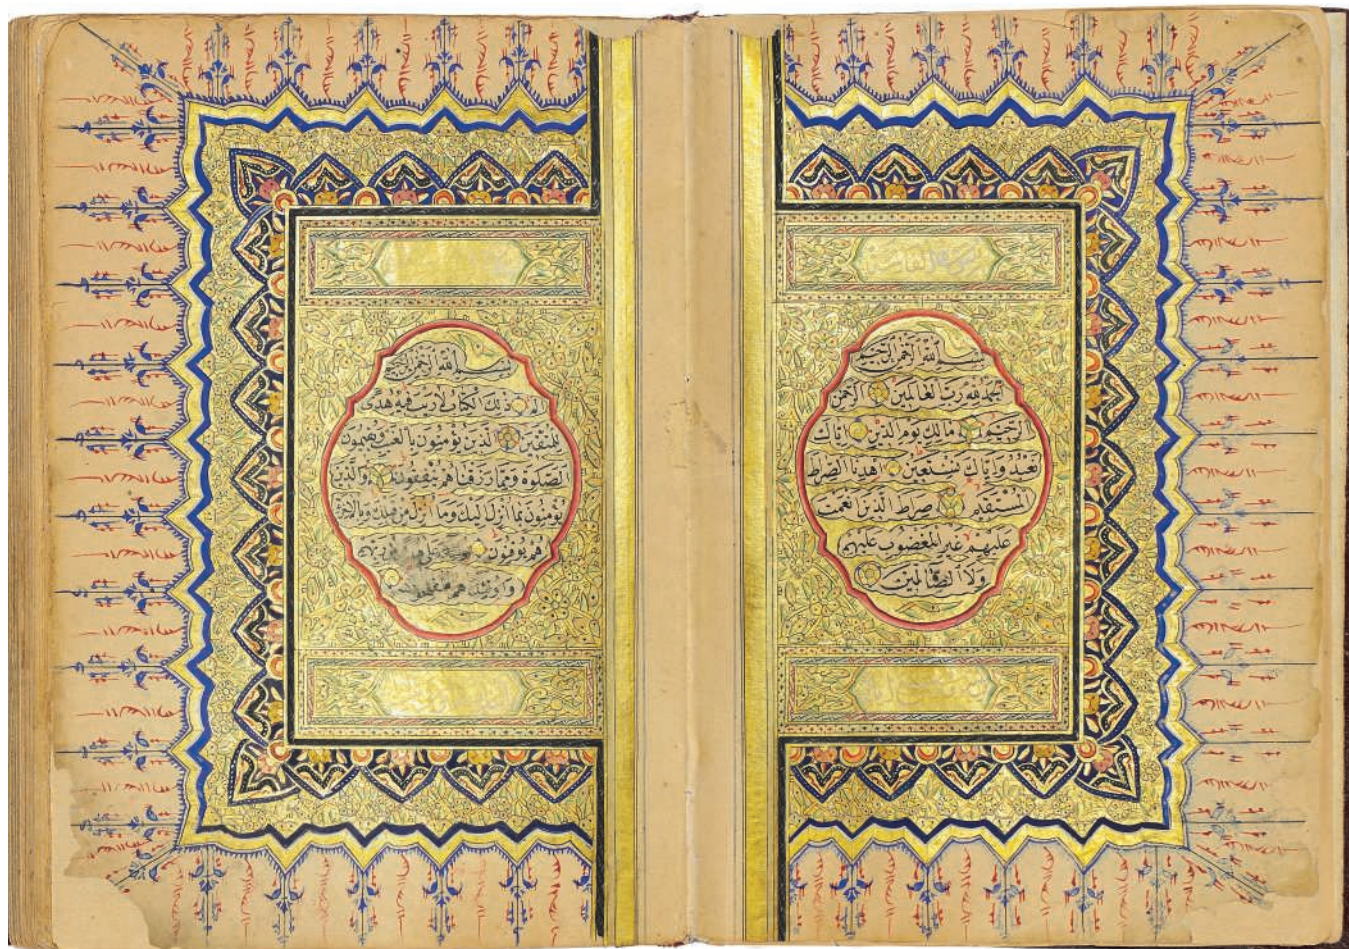 بسم الله الرحمن الرحيم
الحمد لله رب العالمين الرحمن
الرحيم مالك يوم الدين اياك
نعبد واياك نستعين اهدنا الصراط
المستقيم صراط الذين انعمت
عليهم غير المغضوب عليهم
ولا الضالين
بسم الله الرحمن الرحيم
الم ذلك الكتاب لا ريب فيه هدى
للمتقين الذين يؤمنون بالغيب ويقيمون
الصلوة ومما رزقناهم ينفقون والذين
يؤمنون بما انزل اليك وما انزل من قبلك وبالاخرة
هم يوقنون